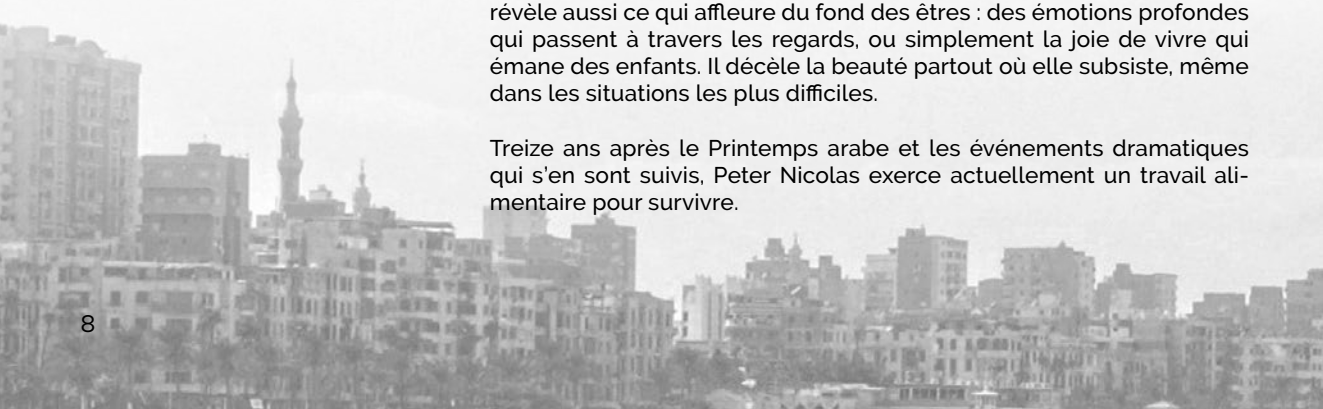 révèle aussi ce qui affleure du fond des êtres : des émotions profondes
qui passent à travers les regards, ou simplement la joie de vivre qui
émane des enfants. Il décèle la beauté partout où elle subsiste, même
dans les situations les plus difficiles.
Treize ans après le Printemps arabe et les événements dramatiques
qui s’en sont suivis, Peter Nicolas exerce actuellement un travail ali-
mentaire pour survivre.
8